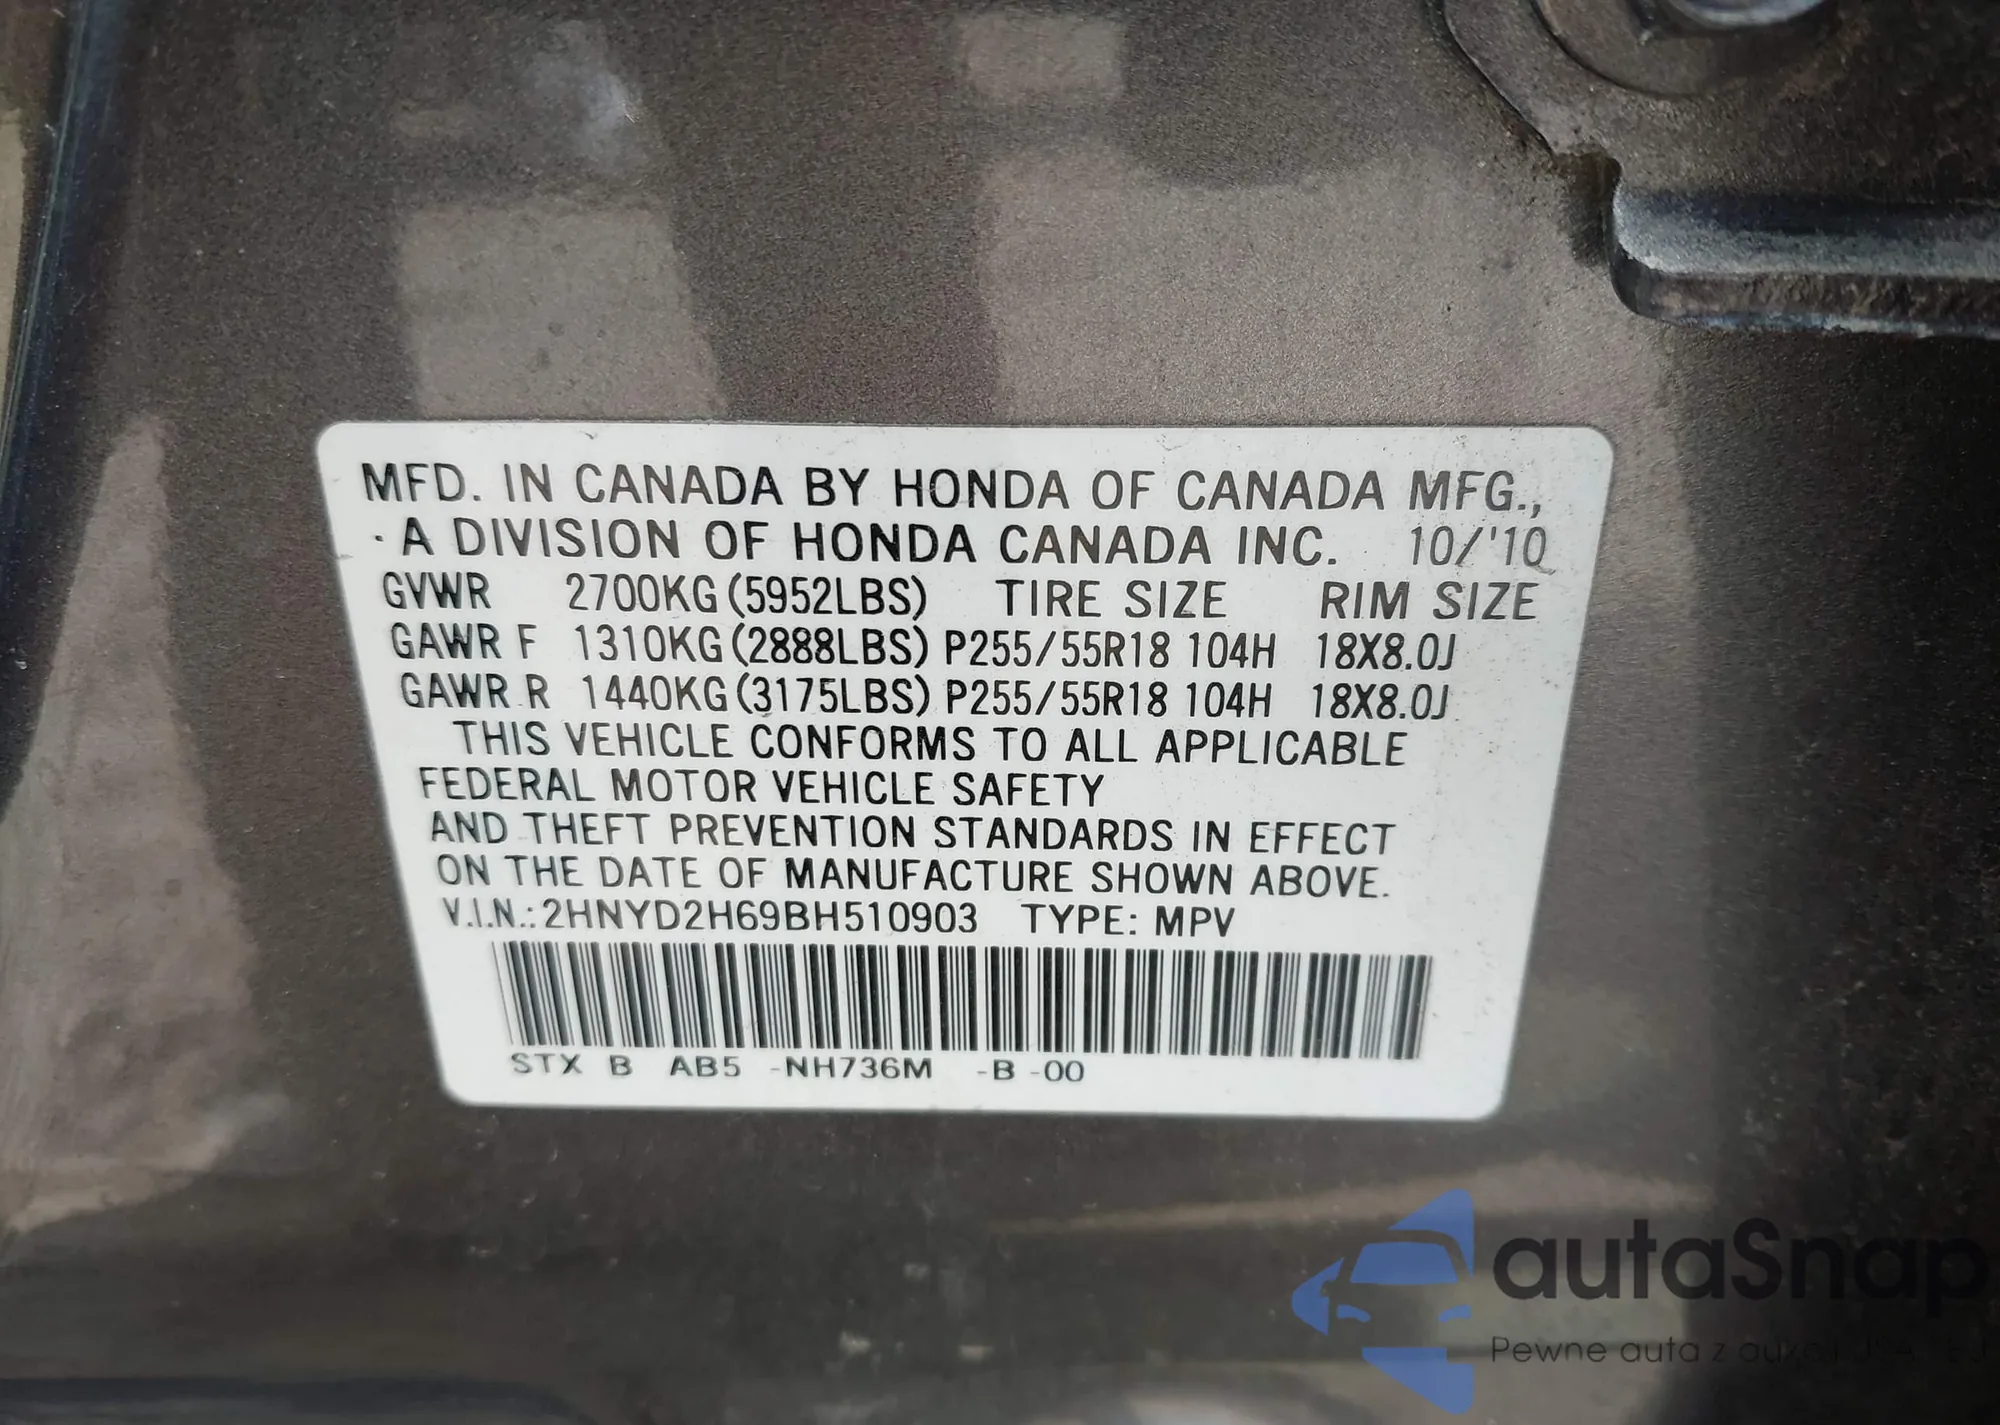 MFD. IN CANADA BY HONDA OF CANADA MFG.,
A DIVISION OF HONDA CANADA INC. 10/'10
GVWR 2700KG (5952LBS) TIRE SIZE RIM SIZE
GAWR F 1310KG (2888LBS) P255/55R18 104H 18X8.0J
GAWR R 1440KG (3175LBS) P255/55R18 104H 18X8.0J
THIS VEHICLE CONFORMS TO ALL APPLICABLE
FEDERAL MOTOR VEHICLE SAFETY
AND THEFT PREVENTION STANDARDS IN EFFECT
ON THE DATE OF MANUFACTURE SHOWN ABOVE.
V.I.N.: 2HNYD2H69BH510903 TYPE: MPV
STX B AB5 -NH736M -B -00
autaSnap
Pewne auta z